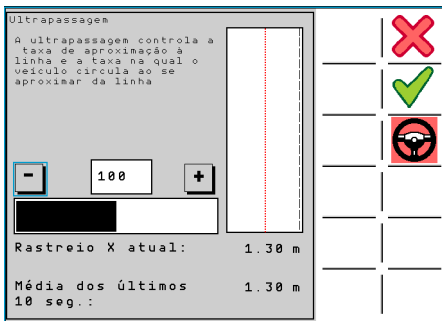 Ultrapassagem
A ultrapassagem controla a
taxa de aproximação à
linha e a taxa na qual o
veículo circula ao se
aproximar da linha
- 100 +
Rastreio X atual: 1.30 m
Média dos últimos 1.30 m
10 seg.: